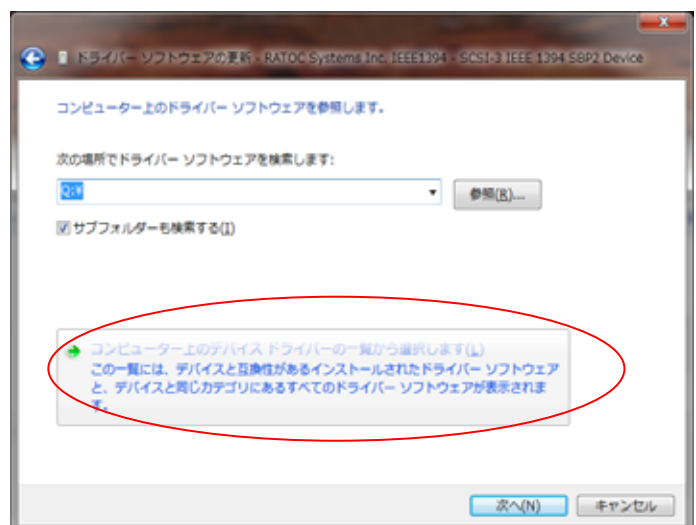 ドライバー ソフトウェアの更新 - RATOC Systems Inc. IEEE1394 - SCSI-3 IEEE 1394 SBP2 Device
コンピューター上のドライバー ソフトウェアを参照します。
次の場所でドライバー ソフトウェアを検索します:
Q:¥
参照(R)...
サブフォルダーも検索する(I)
コンピューター上のデバイス ドライバーの一覧から選択します(L)
この一覧には、デバイスと互換性があるインストールされたドライバー ソフトウェア
と、デバイスと同じカテゴリにあるすべてのドライバー ソフトウェアが表示されま
す。
次へ(N)
キャンセル